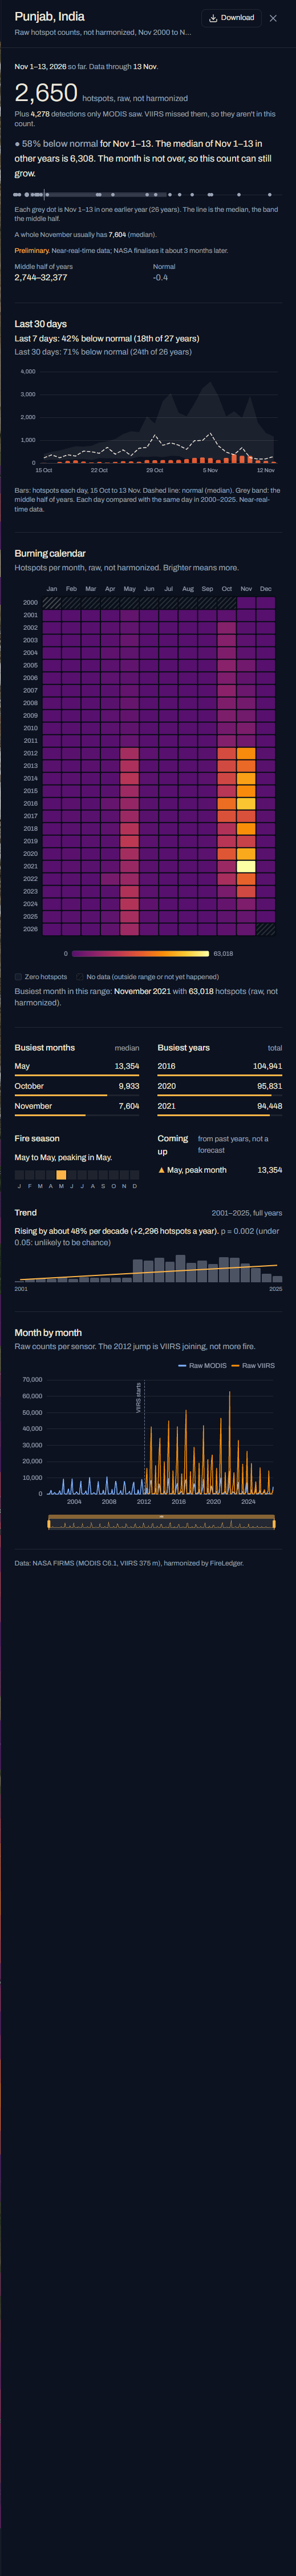 Punjab, India
Download
Raw hotspot counts, not harmonized, Nov 2000 to N...
Nov 1–13, 2026 so far. Data through 13 Nov.
2,650 hotspots, raw, not harmonized
Plus 4,278 detections only MODIS saw. VIIRS missed them, so they aren't in this
count.
58% below normal for Nov 1–13. The median of Nov 1–13 in
other years is 6,308. The month is not over, so this count can still
grow.
Each grey dot is Nov 1–13 in one earlier year (26 years). The line is the median, the band
the middle half.
A whole November usually has 7,604 (median).
Preliminary. Near-real-time data; NASA finalises it about 3 months later.
Middle half of years
2,744–32,377
Normal
-0.4
Last 30 days
Last 7 days: 42% below normal (18th of 27 years)
Last 30 days: 71% below normal (24th of 26 years)
4,000
3,000
2,000
1,000
0
15 Oct 22 Oct 29 Oct 5 Nov 12 Nov
Bars: hotspots each day, 15 Oct to 13 Nov. Dashed line: normal (median). Grey band: the
middle half of years. Each day compared with the same day in 2000–2025. Near-real-
time data.
Burning calendar
Hotspots per month, raw, not harmonized. Brighter means more.
Jan Feb Mar Apr May Jun Jul Aug Sep Oct Nov Dec
2000
2001
2002
2003
2004
2005
2006
2007
2008
2009
2010
2011
2012
2013
2014
2015
2016
2017
2018
2019
2020
2021
2022
2023
2024
2025
2026
0 63,018
Zero hotspots No data (outside range or not yet happened)
Busiest month in this range: November 2021 with 63,018 hotspots (raw, not
harmonized).
Busiest months median
May 13,354
October 9,933
November 7,604
Busiest years total
2016 104,941
2020 95,831
2021 94,448
Fire season
May to May, peaking in May.
J F M A M J J A S O N D
Coming up
from past years, not a
forecast
May, peak month 13,354
Trend 2001–2025, full years
Rising by about 48% per decade (+2,296 hotspots a year). p = 0.002 (under
0.05: unlikely to be chance)
2001 2025
Month by month
Raw counts per sensor. The 2012 jump is VIIRS joining, not more fire.
Raw MODIS Raw VIIRS
VIIRS starts
70,000
60,000
50,000
40,000
30,000
20,000
10,000
0
2004 2008 2012 2016 2020 2024
Data: NASA FIRMS (MODIS C6.1, VIIRS 375 m), harmonized by FireLedger.